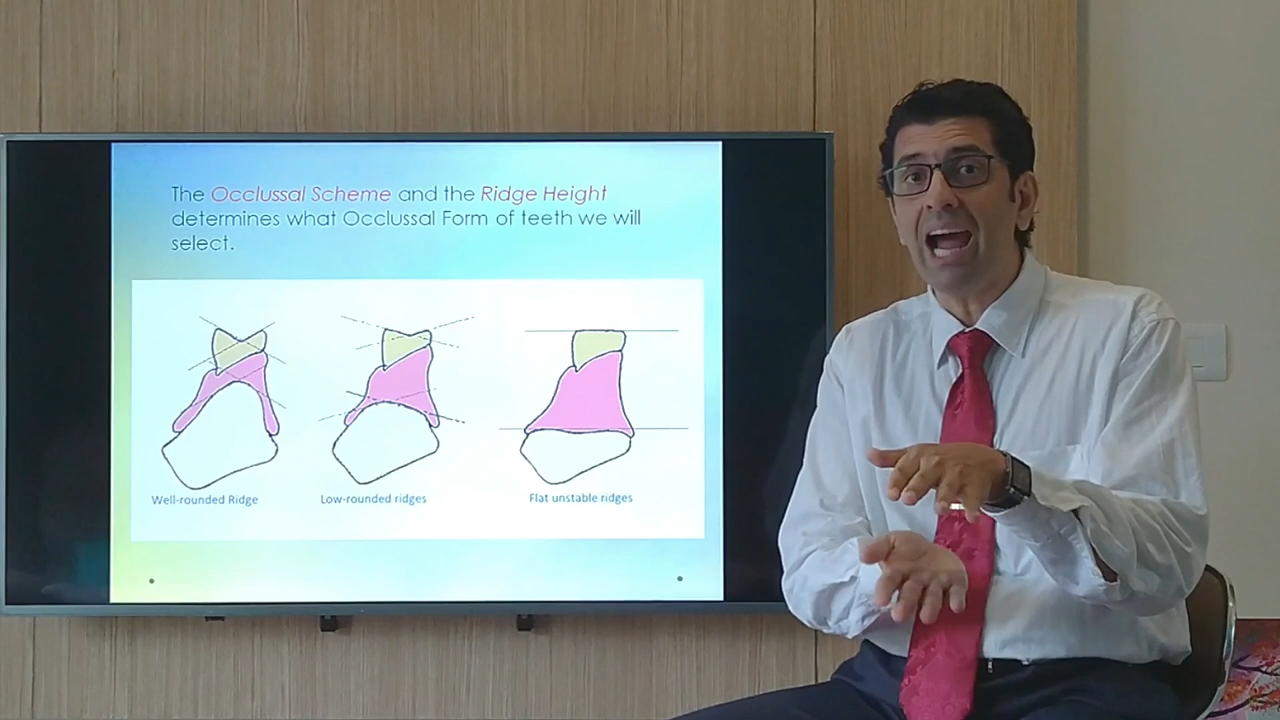 The Occlussal Scheme and the Ridge Height
determines what Occlussal Form of teeth we will
select.
Well-rounded Ridge
Low-rounded ridges
Flat unstable ridges